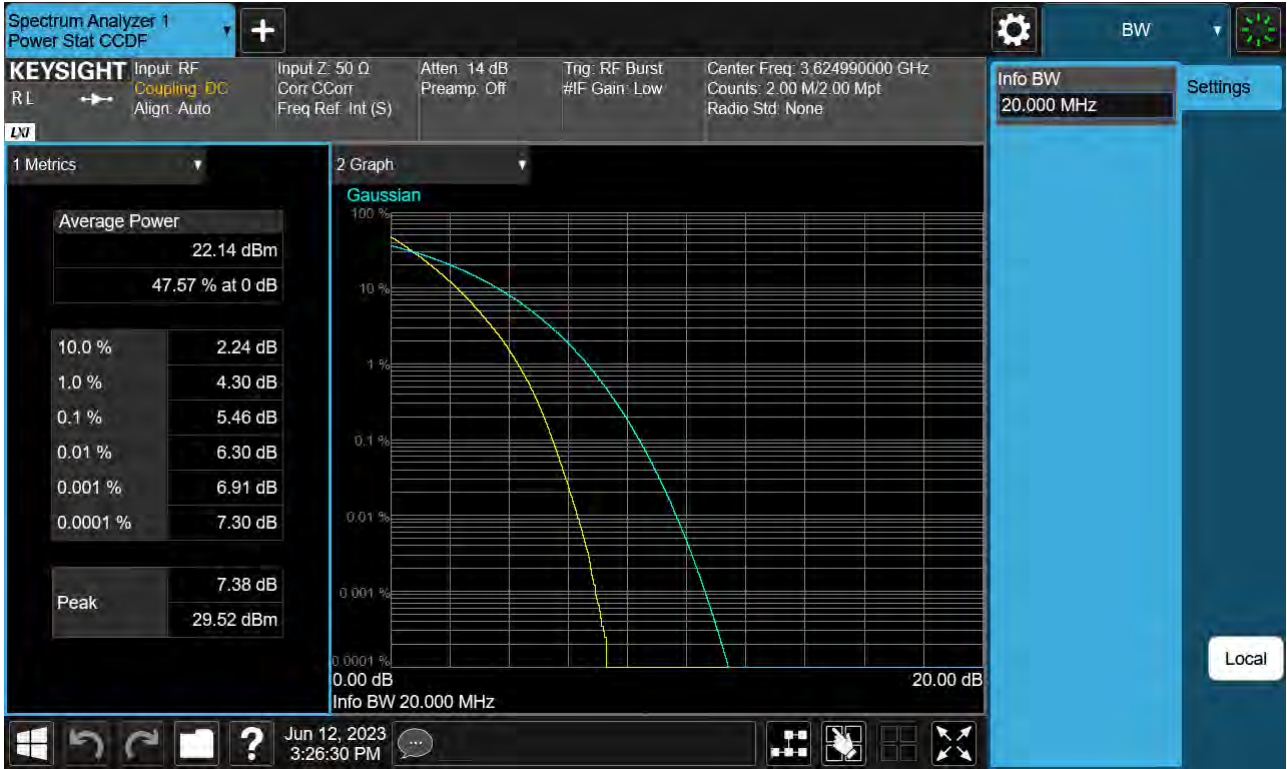 Spectrum Analyzer 1
Power Stat CCDF
+
BW
KEYSIGHT
R L
LXI
Input: RF
Coupling: DC
Align: Auto
Input Z: 50 Ω
Corr CCorr
Freq Ref: Int (S)
Atten: 14 dB
Preamp: Off
Trig: RF Burst
#IF Gain: Low
Center Freq: 3.624990000 GHz
Counts: 2.00 M/2.00 Mpt
Radio Std: None
Info BW
20.000 MHz
Settings
1 Metrics
Average Power
22.14 dBm
47.57 % at 0 dB
10.0 % 2.24 dB
1.0 % 4.30 dB
0.1 % 5.46 dB
0.01 % 6.30 dB
0.001 % 6.91 dB
0.0001 % 7.30 dB
Peak
7.38 dB
29.52 dBm
2 Graph
Gaussian
100 %
10 %
1 %
0.1 %
0.01 %
0.001 %
0.0001 %
0.00 dB 20.00 dB
Info BW 20.000 MHz
Local
?
Jun 12, 2023
3:26:30 PM